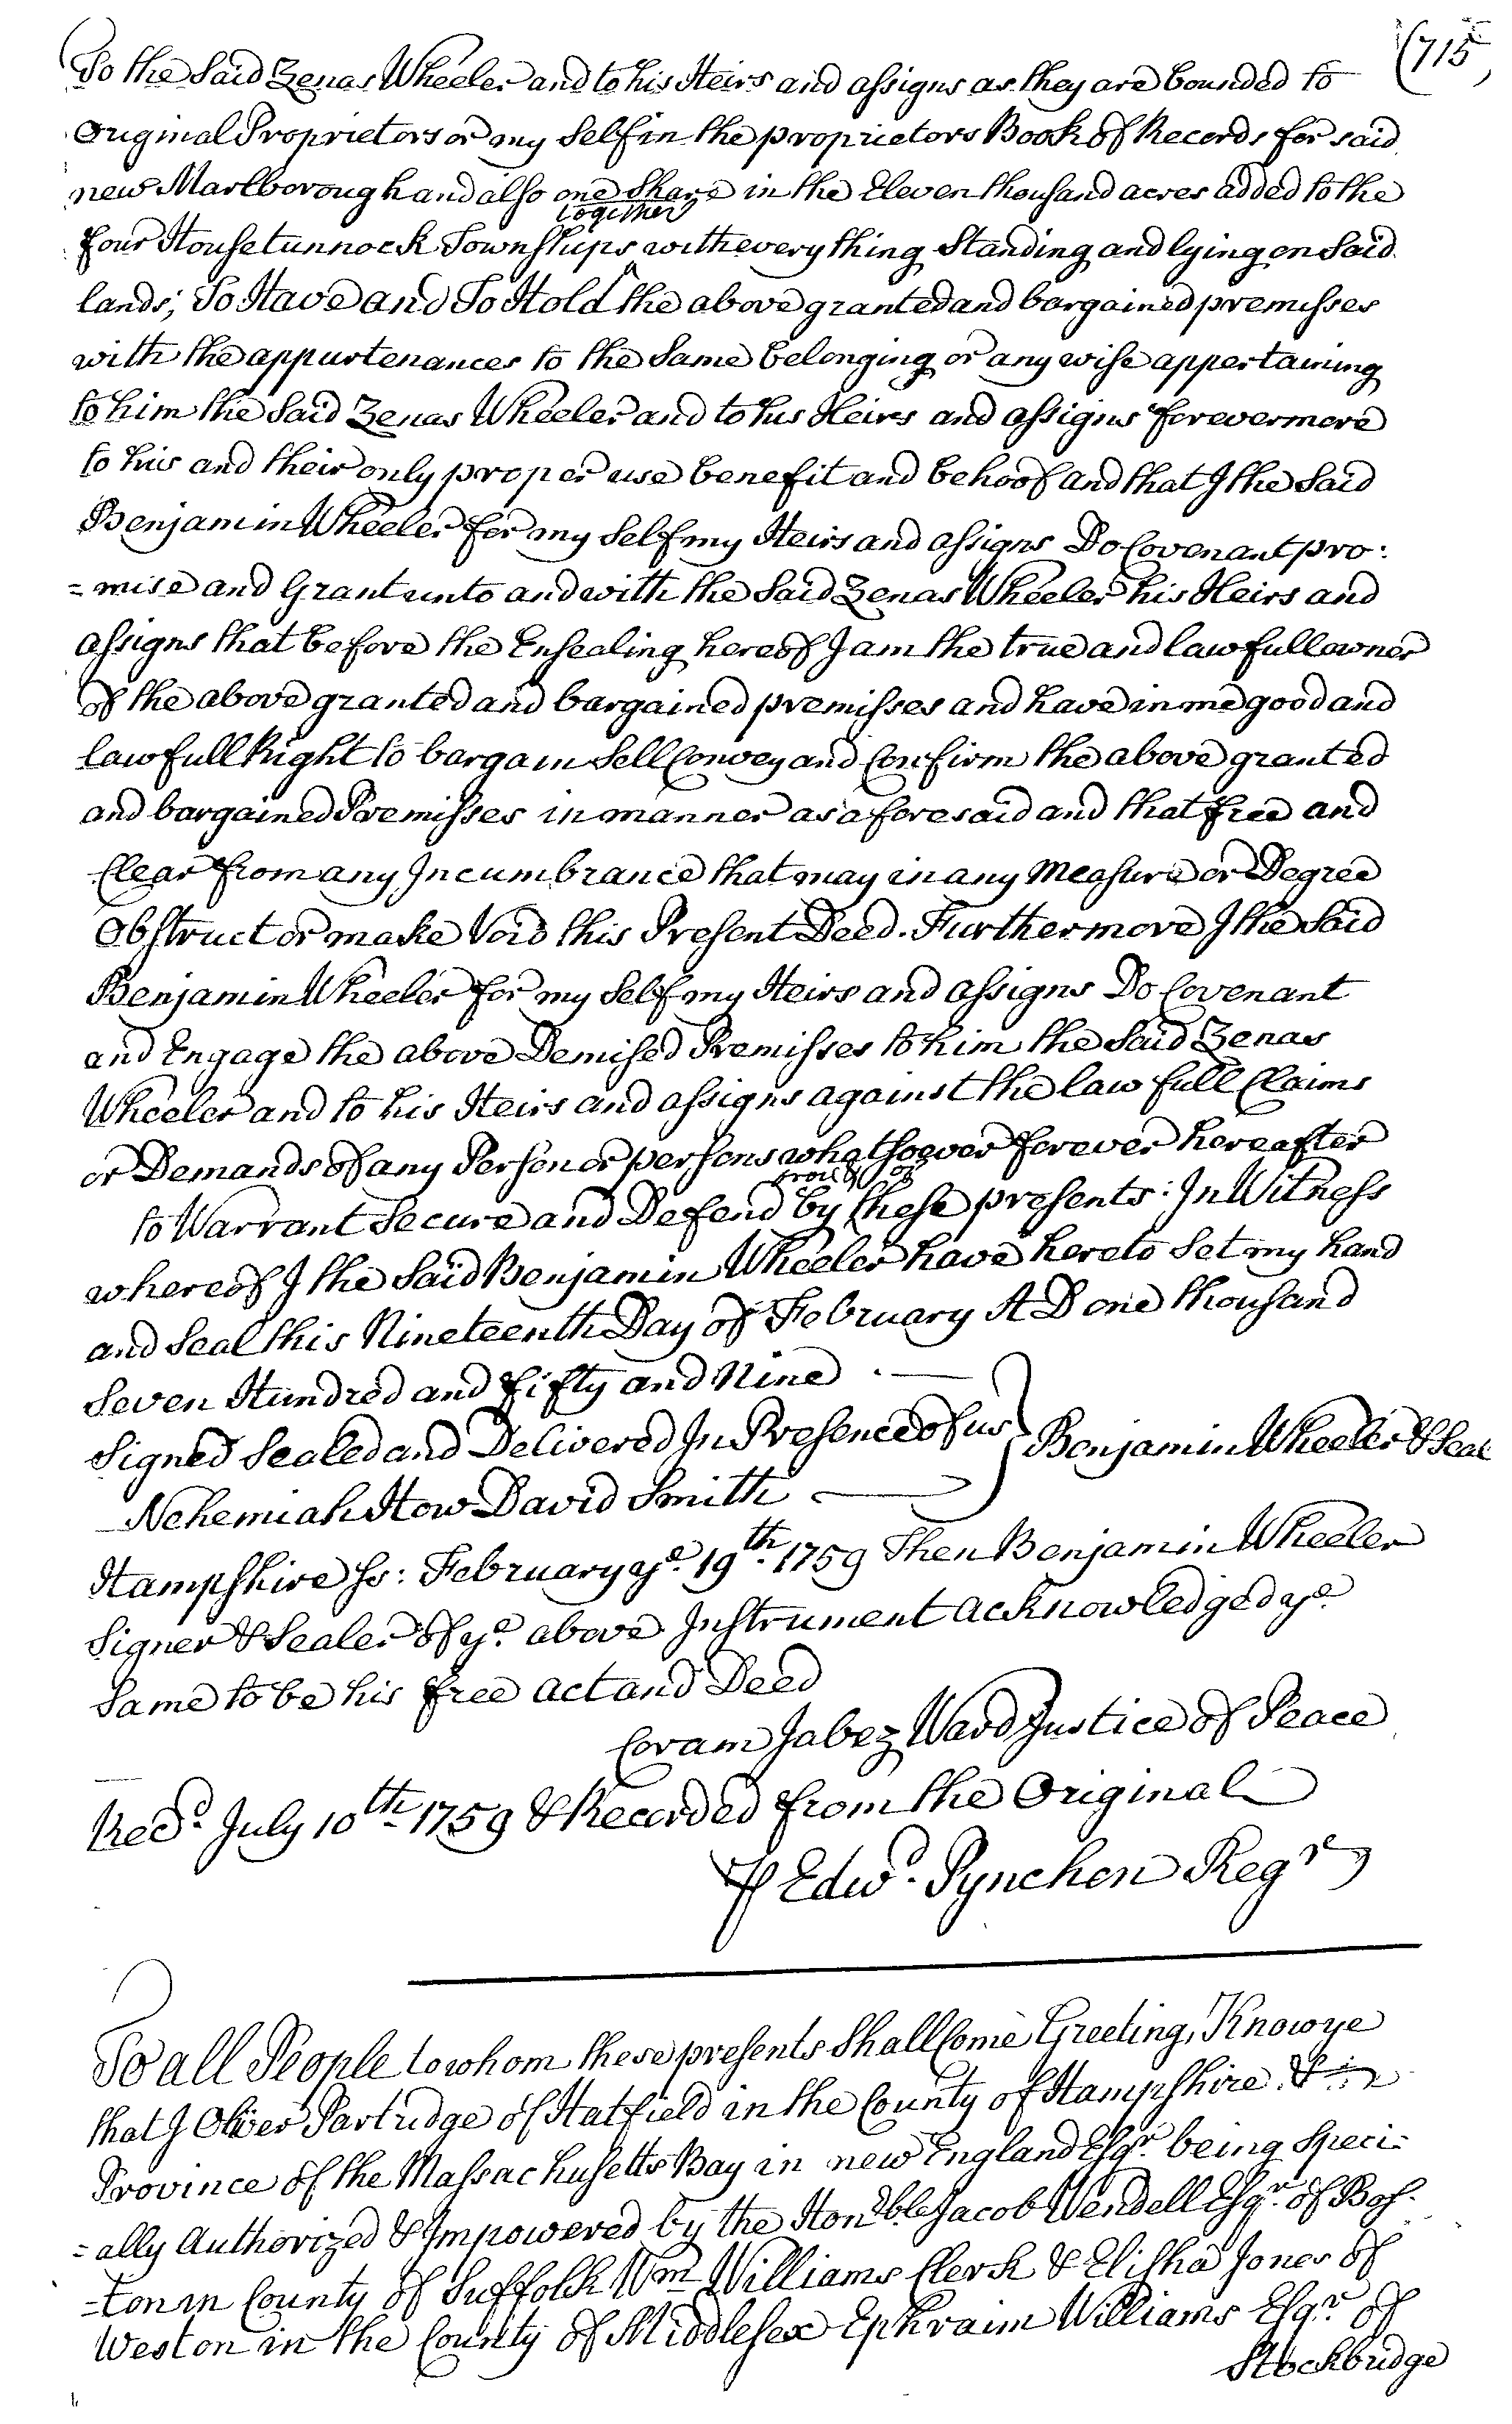 (715
To the Said Zenas Wheeler and to his Heirs and assigns as they are bounded to
Original Proprietors or my Self in the proprietors Book of Records for said
new Marlborough and also one Share in the Eleven thousand acres added to the
together
four Housetunnock Townships with every thing Standing and lying on Said
lands; To Have and To Hold ^ the above granted and bargained premisses
with the appurtenances to the Same belonging or any wise appertaining
to him the Said Zenas Wheeler and to his Heirs and assigns forevermore
to his and their only proper use benefit and behoof and that I the Said
Benjamin Wheeler for my Self my Heirs and assigns Do Covenant pro:
=mise and Grant unto and with the Said Zenas Wheeler his Heirs and
assigns that before the Ensealing hereof I am the true and lawfull owner
of the above granted and bargained premisses and have in me good and
lawfull Right to bargain Sell Convey and Confirm the above granted
and bargained Premisses in manner as aforesaid and that free and
Clear from any Incumbrance that may in any Measure or Degree
Obstruct or make Void this Present Deed. Furthermore I the Said
Benjamin Wheeler for my Self my Heirs and assigns Do Covenant
and Engage the above Demised Premisses to him the Said Zenas
Wheeler and to his Heirs and assigns against the lawfull Claims
or Demands of any Person or persons whatsoever forever hereafter
to Warrant Secure and Defend by these presents: In Witness
whereof I the Said Benjamin Wheeler have hereto Set my hand
and Seal this Nineteenth Day of February A D one thousand
Seven Hundred and fifty and Nine
Signed Sealed and Delivered In Presence of us } Benjamin Wheeler & Seal
Nehemiah How David Smith
Hampshire ss: February ye. 19th. 1759 Then Benjamin Wheeler
Signer & Sealer of ye. above Instrument acknowledged ye.
Same to be his free act and Deed
Coram Jabez Ward Justice of Peace
Recd. July 10th. 1759 & Recorded from the Original
P Edwd. Pynchon Regr
To all People to whom these presents Shall Come Greeting, Know ye
that I Oliver Partridge of Hatfield in the County of Hampshire &
Province of the Massachusetts Bay in new England Esqr. being Speci=
=ally Authorized & Impowered by the Honble Jacob Wendell Esqr. of Bos-
=ton in County of Suffolk Wm Williams Clerk & Elisha Jones of
Weston in the County of Middlesex Ephraim Williams Esqr. of
Stockbridge